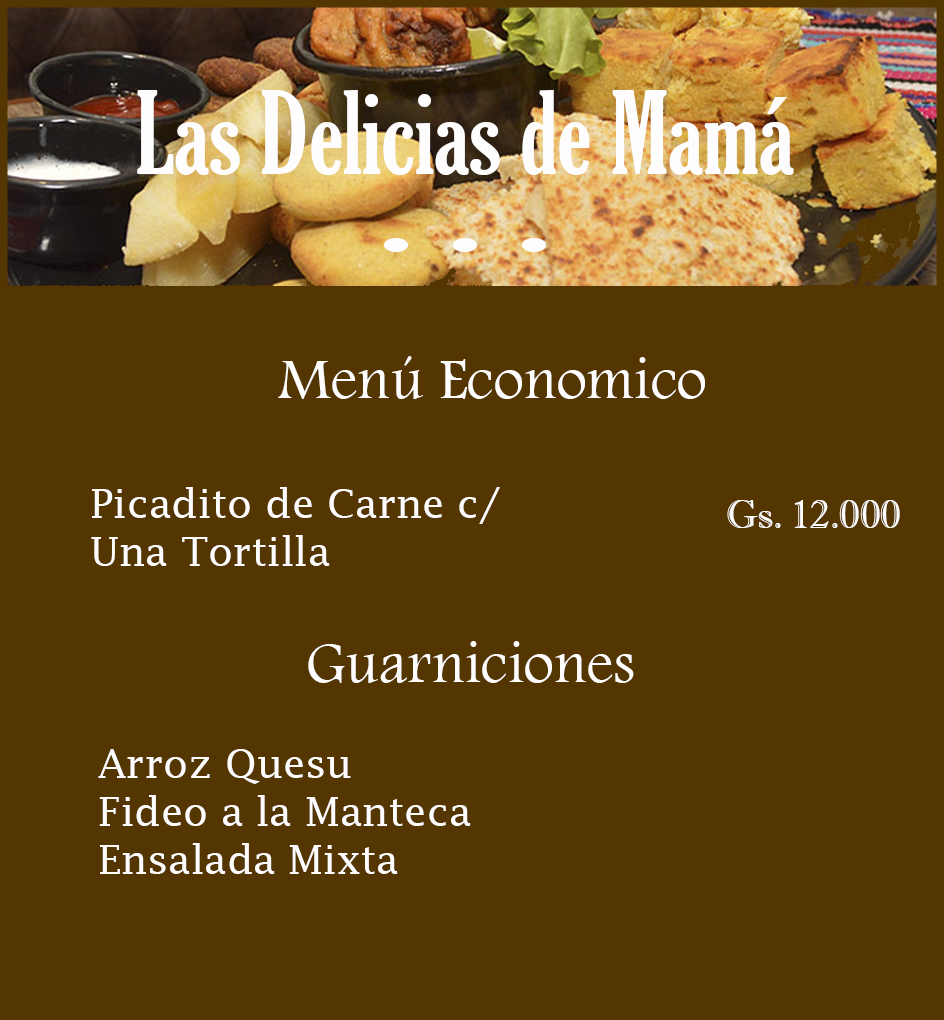 Las Delicias de Mamá
Menú Economico
Picadito de Carne c/
Una Tortilla
Gs. 12.000
Guarniciones
Arroz Quesu
Fideo a la Manteca
Ensalada Mixta